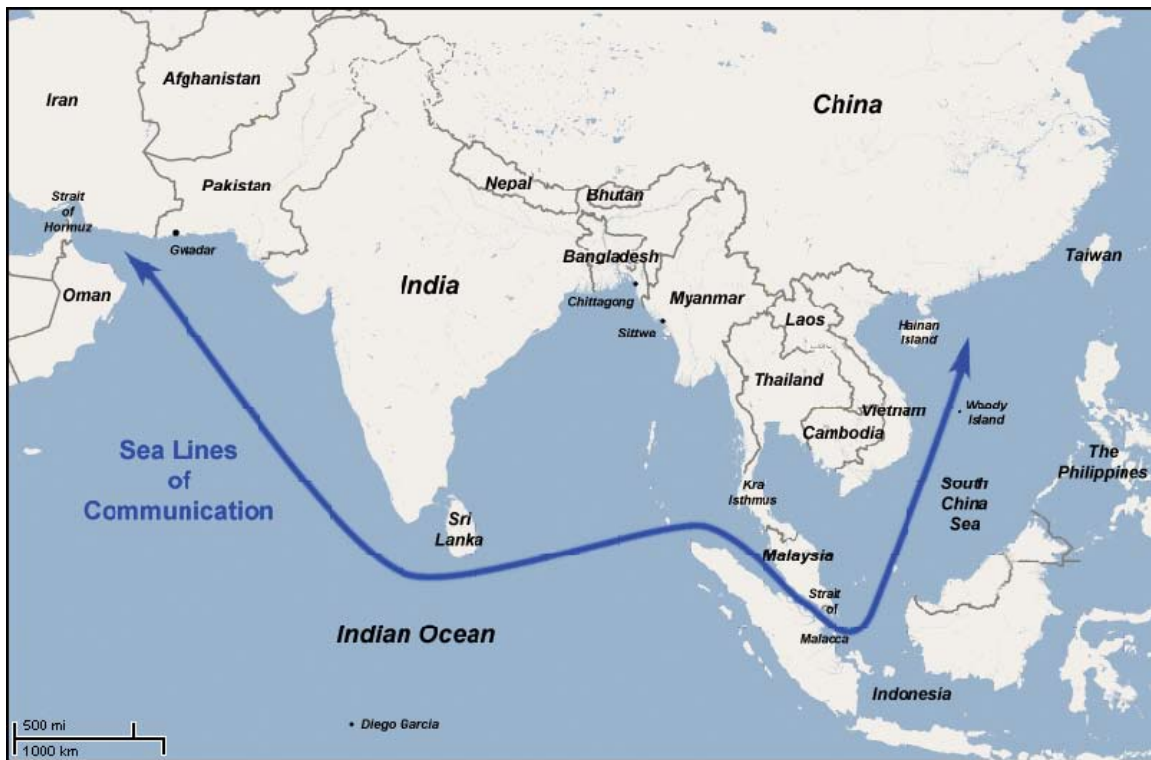 Afghanistan
Iran
China
Strait
of
Hormuz
Pakistan
Nepal
Bhutan
Gwadar
Bangladesh
Taiwan
Oman
India
Chittagong
Myanmar
Sittwe
Laos
Hainan
Island
Thailand
Vietnam
Woody
Island
Cambodia
Sea Lines
of
Communication
The
Philippines
Kra
Isthmus
South
China
Sea
Sri
Lanka
Malaysia
Strait
of
Malacca
Indian Ocean
Indonesia
Diego Garcia
500 mi
1000 km